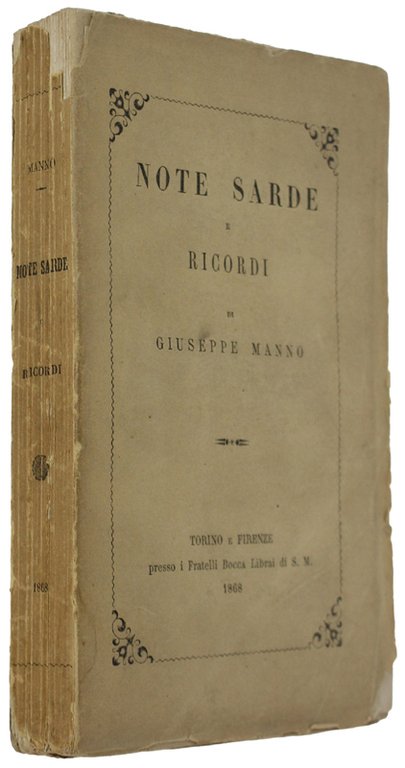 MANNO
NOTE SARDE
E
RICORDI
1868
NOTE SARDE
E
RICORDI
DI
GIUSEPPE MANNO
TORINO E FIRENZE
presso i Fratelli Bocca Librai di S. M.
1868